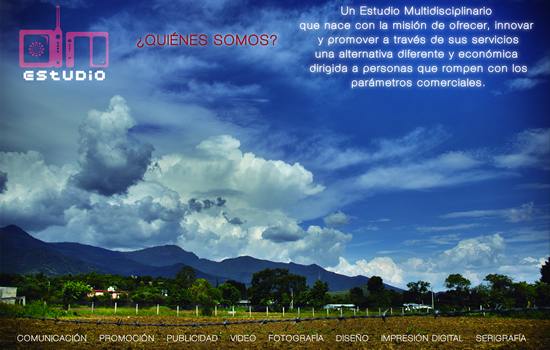 dm
ESTUDIO
¿QUIÉNES SOMOS?
Un Estudio Multidisciplinario
que nace con la misión de ofrecer, innovar
y promover a través de sus servicios
una alternativa diferente y económica
dirigida a personas que rompen con los
parámetros comerciales.
COMUNICACIÓN PROMOCIÓN PUBLICIDAD VIDEO FOTOGRAFÍA DISEÑO IMPRESIÓN DIGITAL SERIGRAFÍA